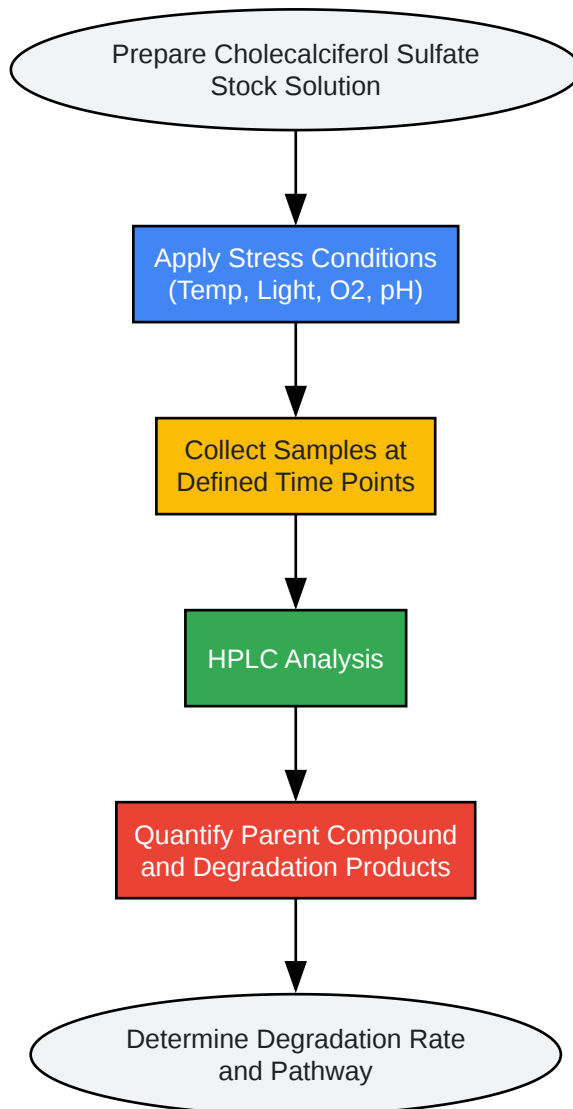 Prepare Cholecalciferol Sulfate
Stock Solution
Apply Stress Conditions
(Temp, Light, O2, pH)
Collect Samples at
Defined Time Points
HPLC Analysis
Quantify Parent Compound
and Degradation Products
Determine Degradation Rate
and Pathway